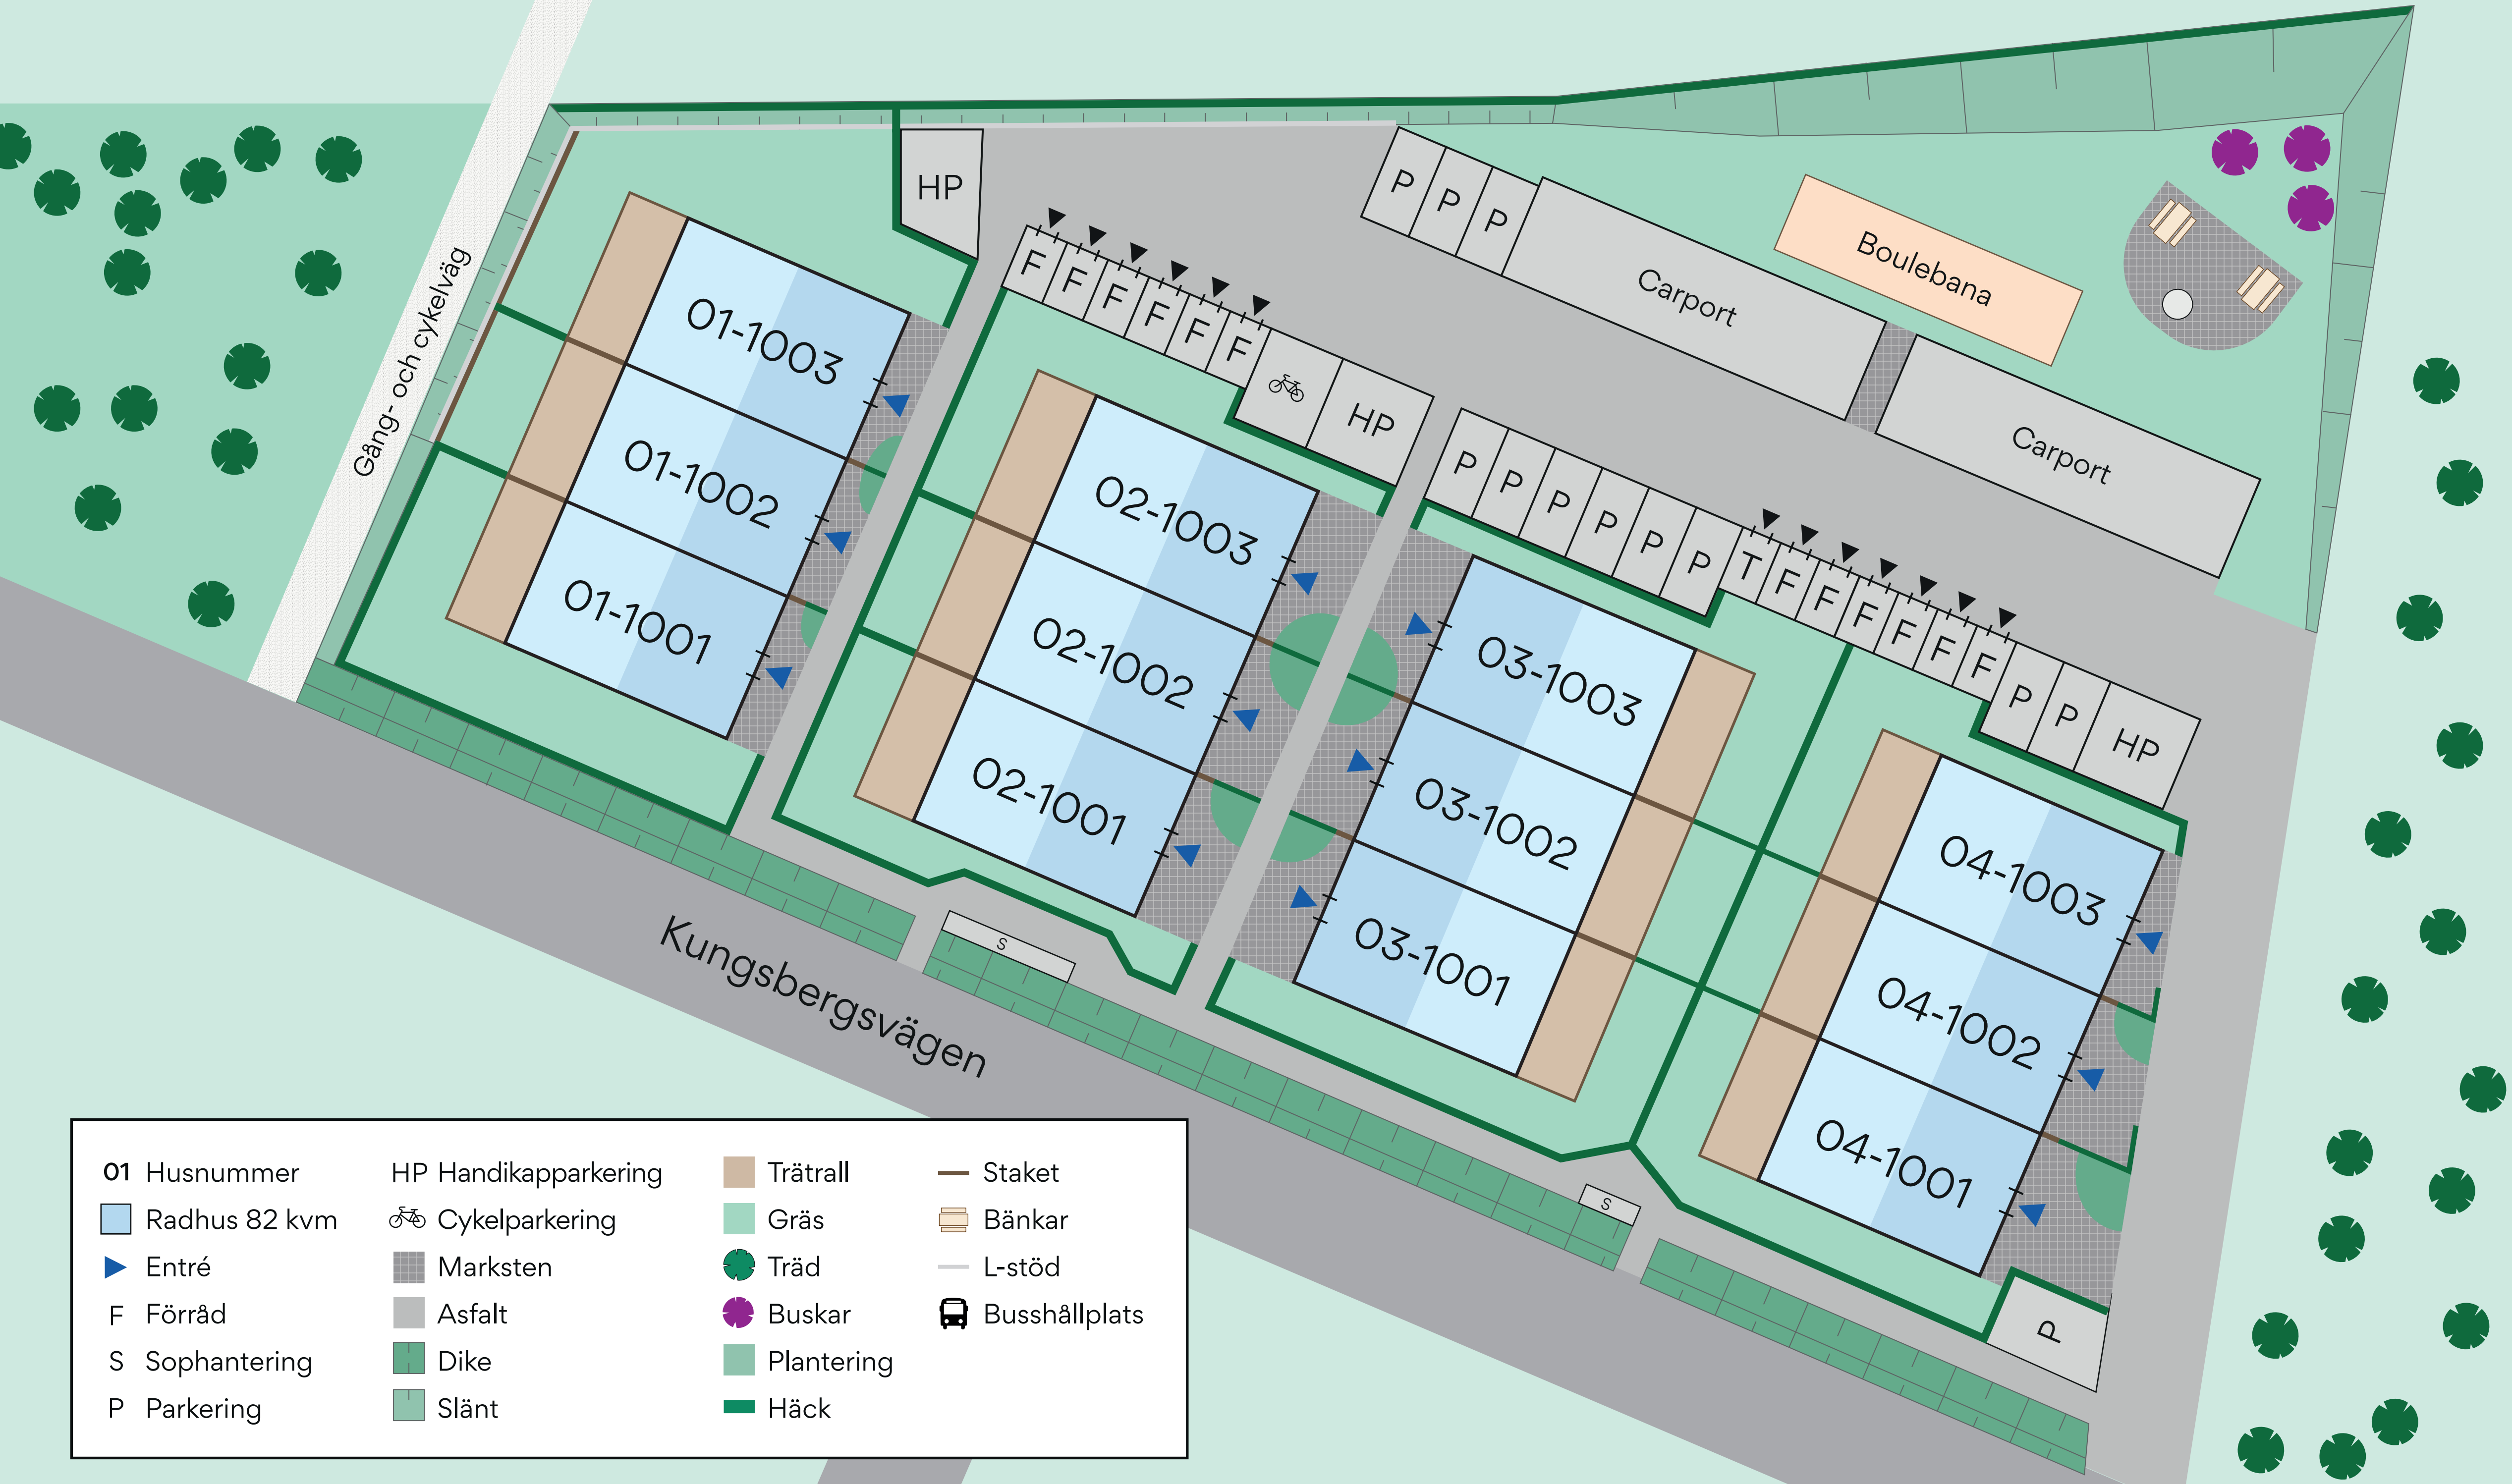 Gång- och cykelväg
HP
P
P
P
Carport
Boulebana
Carport
F
F
F
F
F
F
HP
P
P
P
P
P
P
T
F
F
F
F
F
F
P
P
HP
01-1003
01-1002
01-1001
02-1003
02-1002
02-1001
03-1003
03-1002
03-1001
04-1003
04-1002
04-1001
S
S
P
Kungsbergsvägen
01 Husnummer
Radhus 82 kvm
Entré
F Förråd
S Sophantering
P Parkering
HP Handikapparkering
Cykelparkering
Marksten
Asfalt
Dike
Slänt
Trätrall
Gräs
Träd
Buskar
Plantering
Häck
Staket
Bänkar
L-stöd
Busshållplats